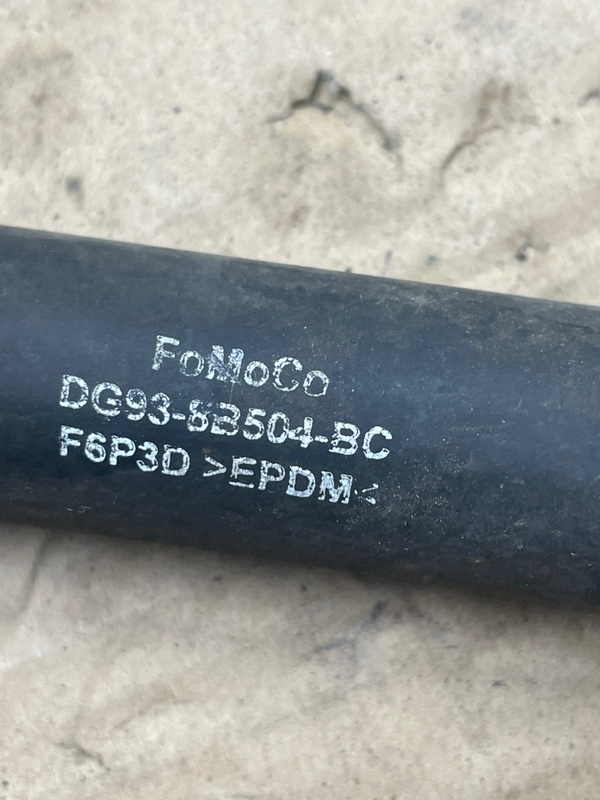 FoMoCo
DG93-8B504-BC
F6P3D >EPDM<